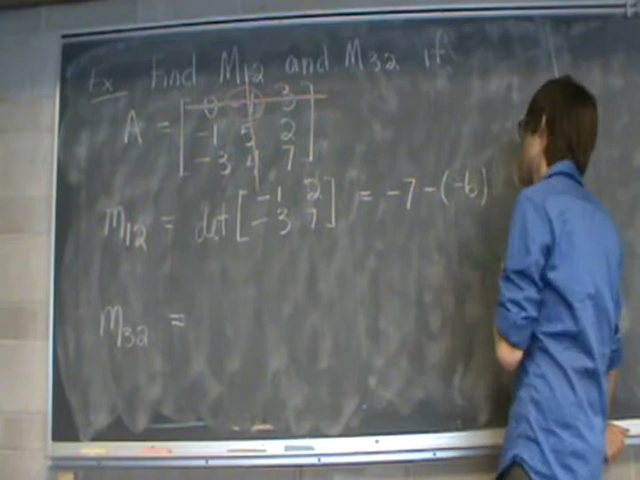 Ex Find M12 and M32 if
A = [ 0 3
-1 5 2
-3 4 7 ]
M12 = det [ -1 2
-3 7 ] = -7 -(-6)
M32 =